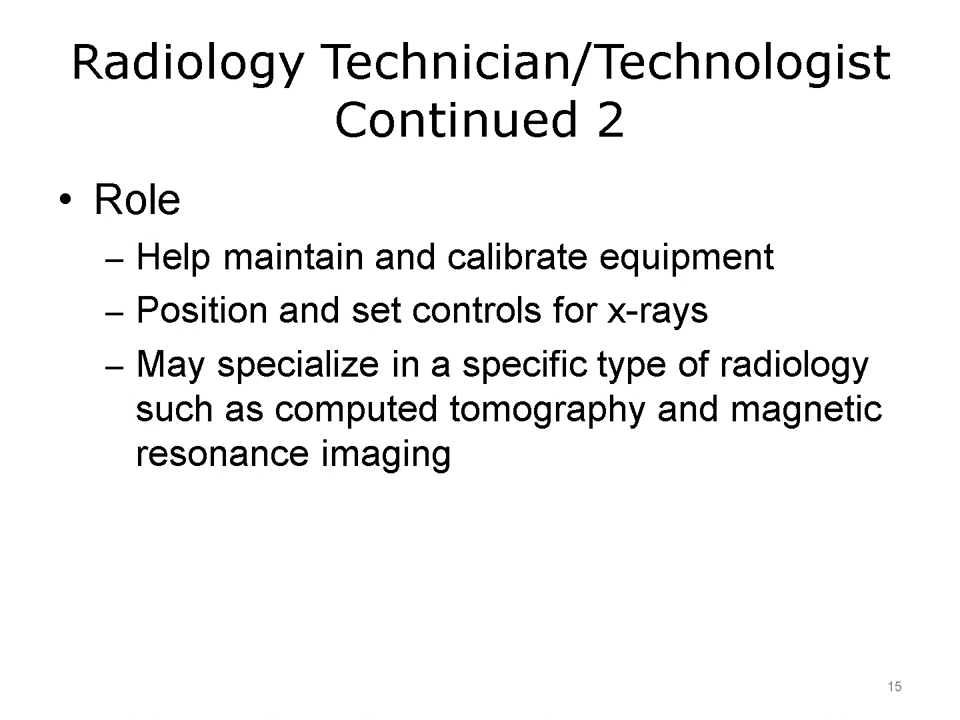 Radiology Technician/Technologist
Continued 2
• Role
– Help maintain and calibrate equipment
– Position and set controls for x-rays
– May specialize in a specific type of radiology
such as computed tomography and magnetic
resonance imaging
15